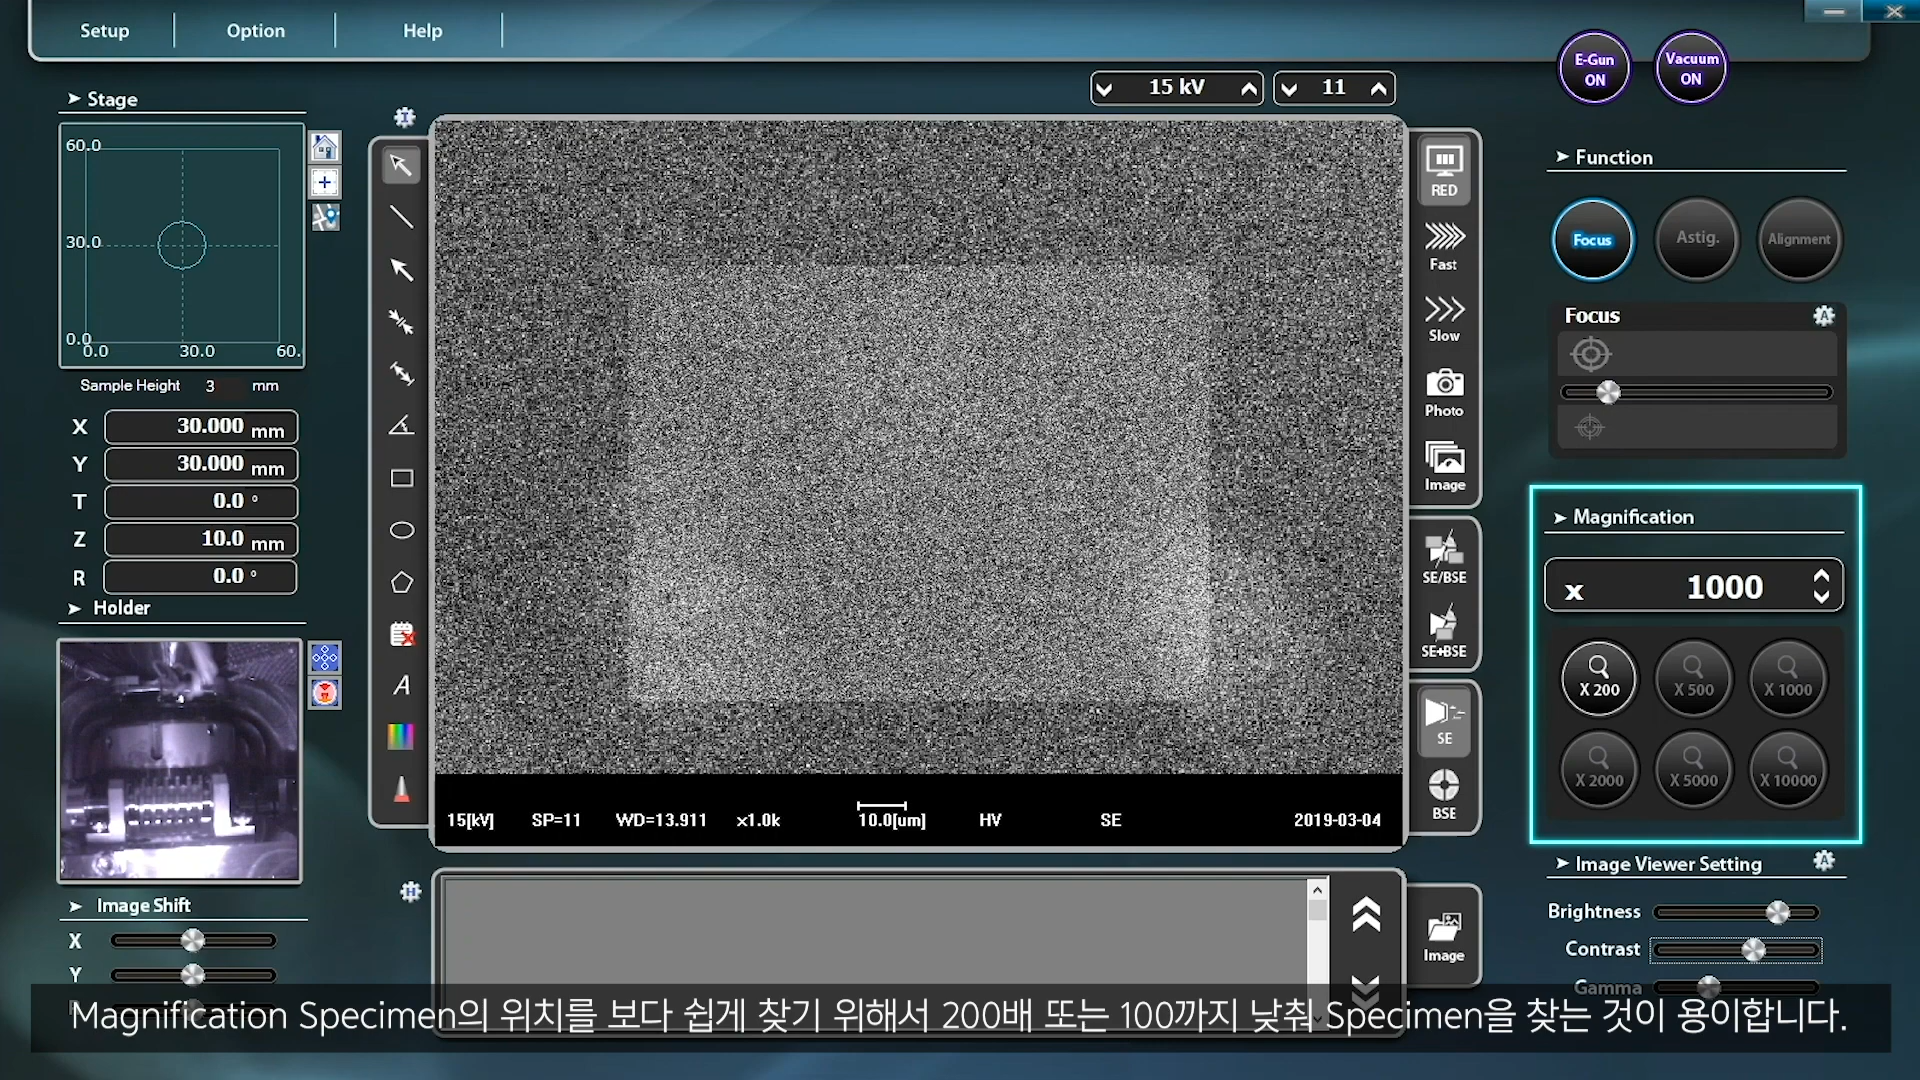 Setup
Option
Help
E-Gun
ON
Vacuum
ON
15 kV
11
Stage
60.0
30.0
0.0
0.0 30.0 60.
Sample Height 3 mm
X 30.000 mm
Y 30.000 mm
T 0.0 °
Z 10.0 mm
R 0.0 °
Holder
Image Shift
X
Y
A
RED
Fast
Slow
Photo
Image
SE/BSE
SE+BSE
SE
BSE
Image
15[kV] SP=11 WD=13.911 x1.0k 10.0[um] HV SE 2019-03-04
Function
Focus
Astig.
Alignment
Focus
Magnification
x 1000
X 200
X 500
X 1000
X 2000
X 5000
X 10000
Image Viewer Setting
Brightness
Contrast
Gamma
Magnification Specimen의 위치를 보다 쉽게 찾기 위해서 200배 또는 100까지 낮춰 Specimen을 찾는 것이 용이합니다.